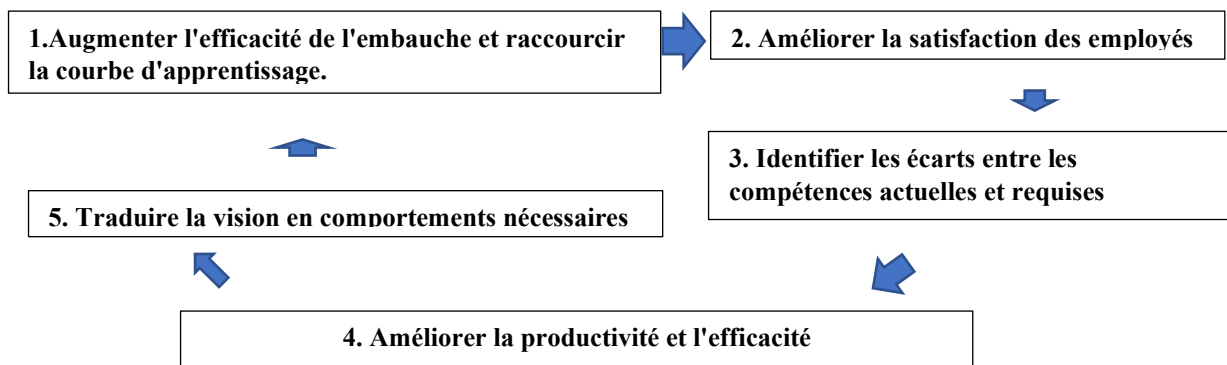 1.Augmenter l'efficacité de l'embauche et raccourcir
la courbe d'apprentissage.
2. Améliorer la satisfaction des employés
3. Identifier les écarts entre les
compétences actuelles et requises
4. Améliorer la productivité et l'efficacité
5. Traduire la vision en comportements nécessaires